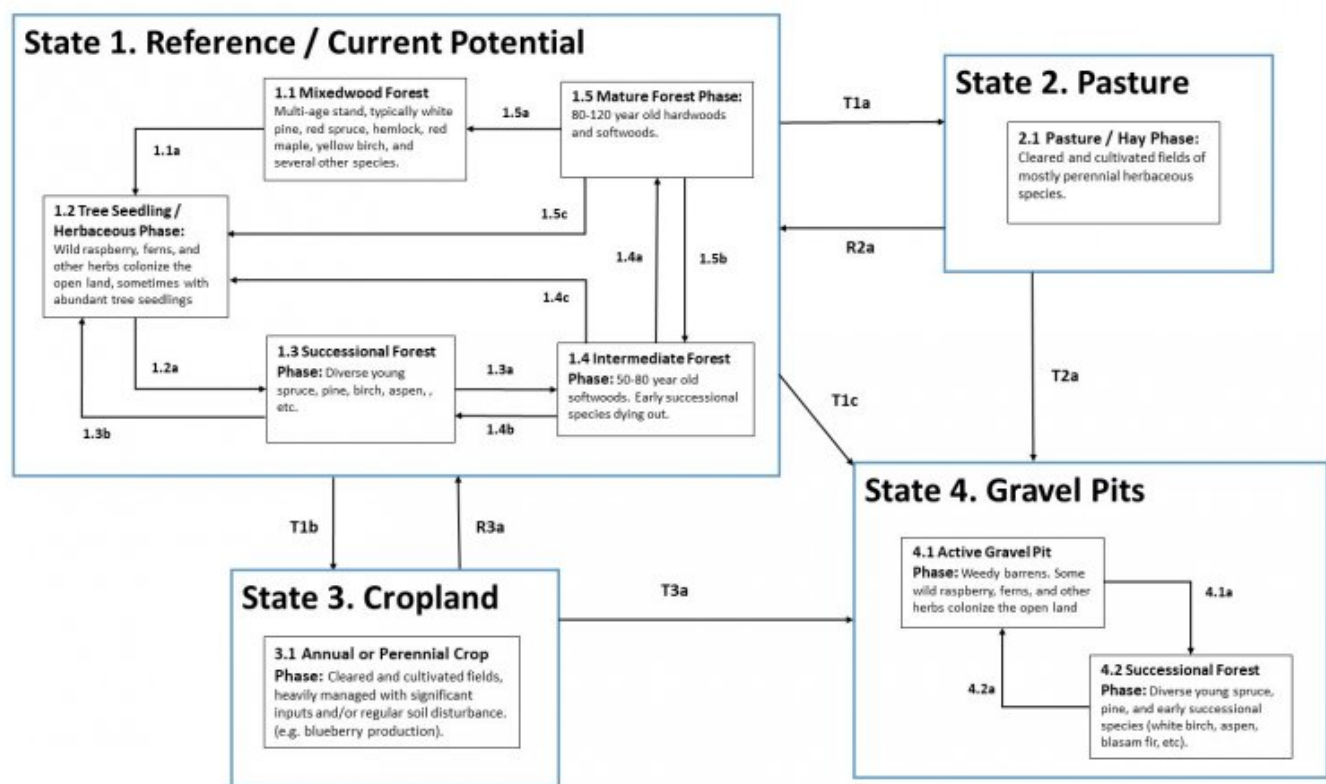 State 1. Reference / Current Potential
1.1 Mixedwood Forest
Multi-age stand, typically white
pine, red spruce, hemlock, red
maple, yellow birch, and
several other species.
1.5a
1.5 Mature Forest Phase:
80-120 year old hardwoods
and softwoods.
1.1a
1.2 Tree Seedling /
Herbaceous Phase:
Wild raspberry, ferns, and
other herbs colonize the
open land, sometimes with
abundant tree seedlings
1.5c
1.4a
1.5b
1.4c
1.2a
1.3 Successional Forest
Phase: Diverse young
spruce, pine, birch, aspen, ,
etc.
1.3a
1.4 Intermediate Forest
Phase: 50-80 year old
softwoods. Early successional
species dying out.
1.3b
1.4b
T1a
R2a
State 2. Pasture
2.1 Pasture / Hay Phase:
Cleared and cultivated fields of
mostly perennial herbaceous
species.
T1c
T2a
T1b
R3a
State 3. Cropland
3.1 Annual or Perennial Crop
Phase: Cleared and cultivated fields,
heavily managed with significant
inputs and/or regular soil disturbance.
(e.g. blueberry production).
T3a
State 4. Gravel Pits
4.1 Active Gravel Pit
Phase: Weedy barrens. Some
wild raspberry, ferns, and other
herbs colonize the open land
4.1a
4.2a
4.2 Successional Forest
Phase: Diverse young spruce,
pine, and early successional
species (white birch, aspen,
blasam fir, etc).